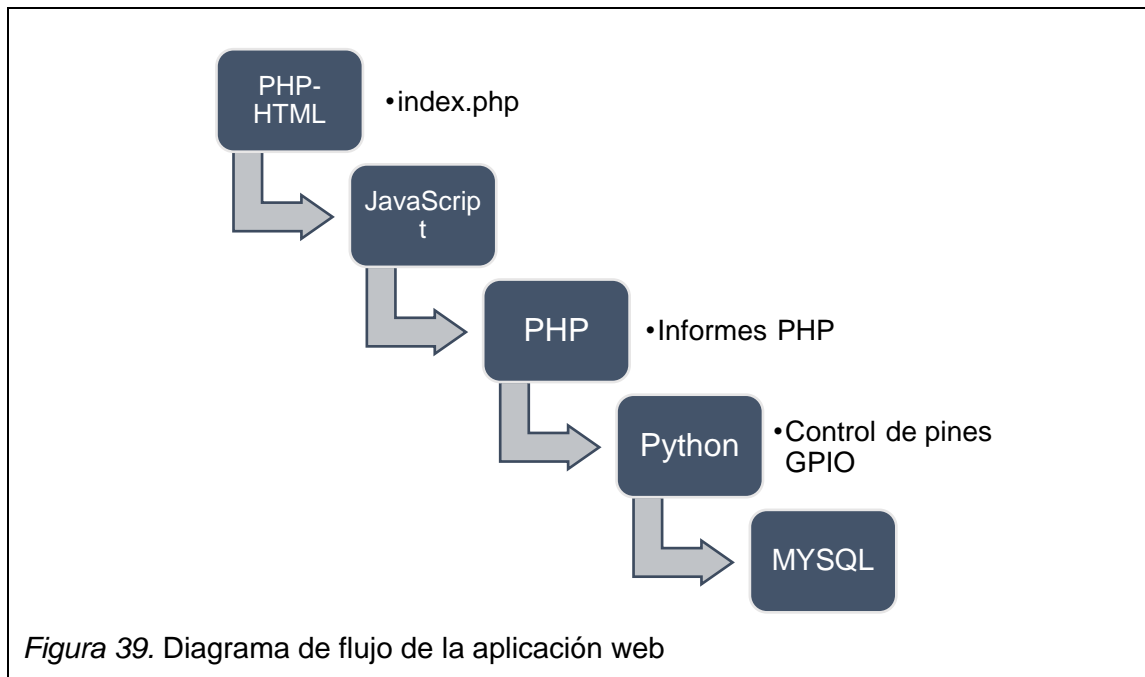 PHP-
HTML
•index.php
JavaScrip
t
PHP
•Informes PHP
Python
•Control de pines
GPIO
MYSQL
Figura 39. Diagrama de flujo de la aplicación web